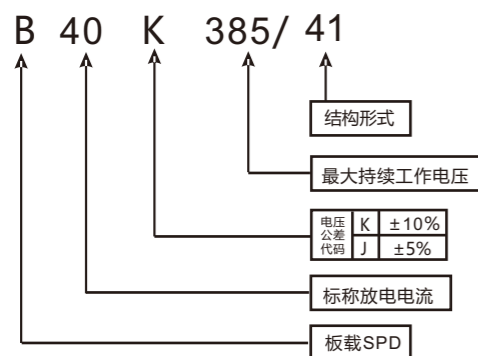 B 40 K 385/ 41
结构形式
最大持续工作电压
电压公差代码 K ±10%
J ±5%
标称放电电流
板载SPD